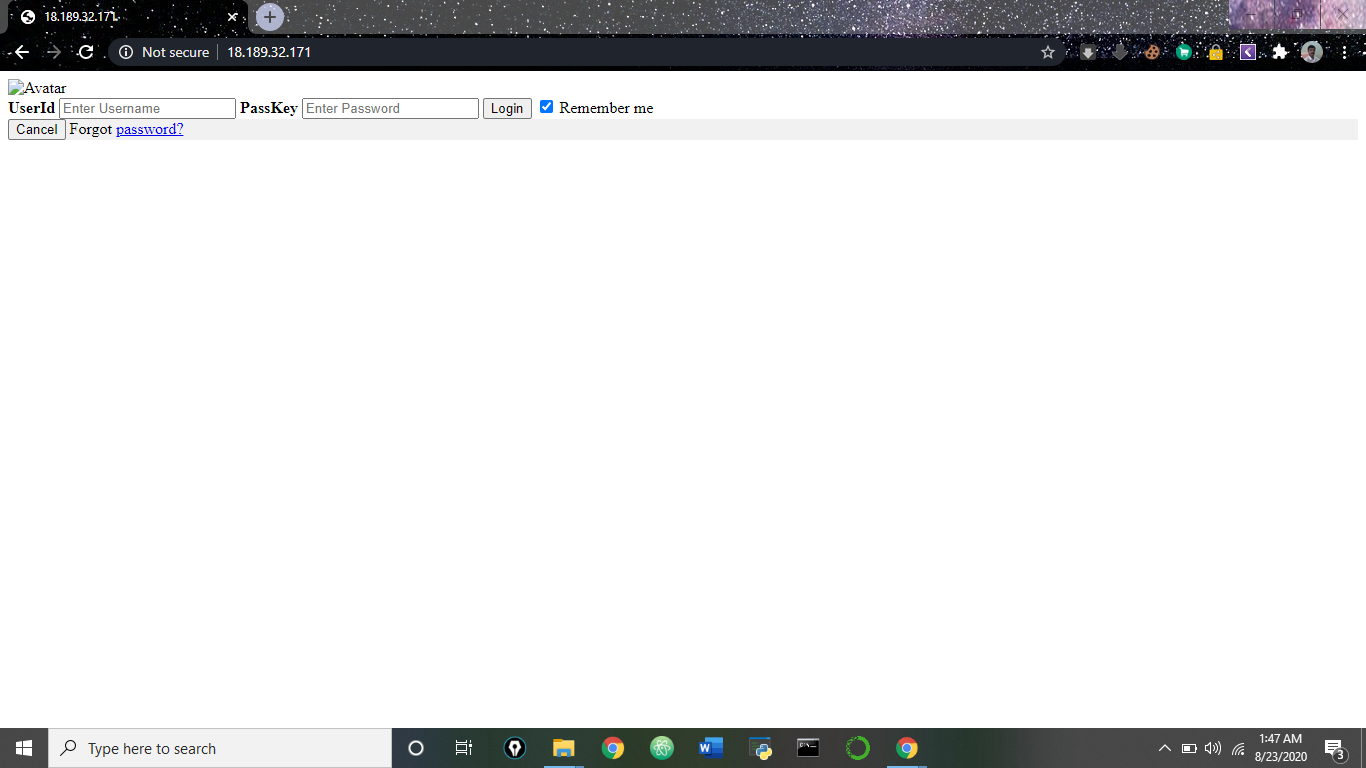 18.189.32.171
Not secure 18.189.32.171
Avatar
UserId Enter Username PassKey Enter Password Login Remember me
Cancel Forgot password?
Type here to search
1:47 AM
8/23/2020
3